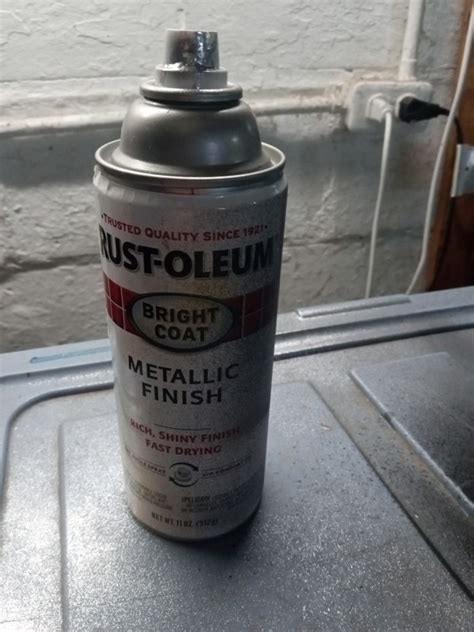 TRUSTED QUALITY SINCE 1921
RUST-OLEUM
BRIGHT
COAT
METALLIC
FINISH
RICH, SHINY FINISH
FAST DRYING
NET WT. 11 OZ. (312g)